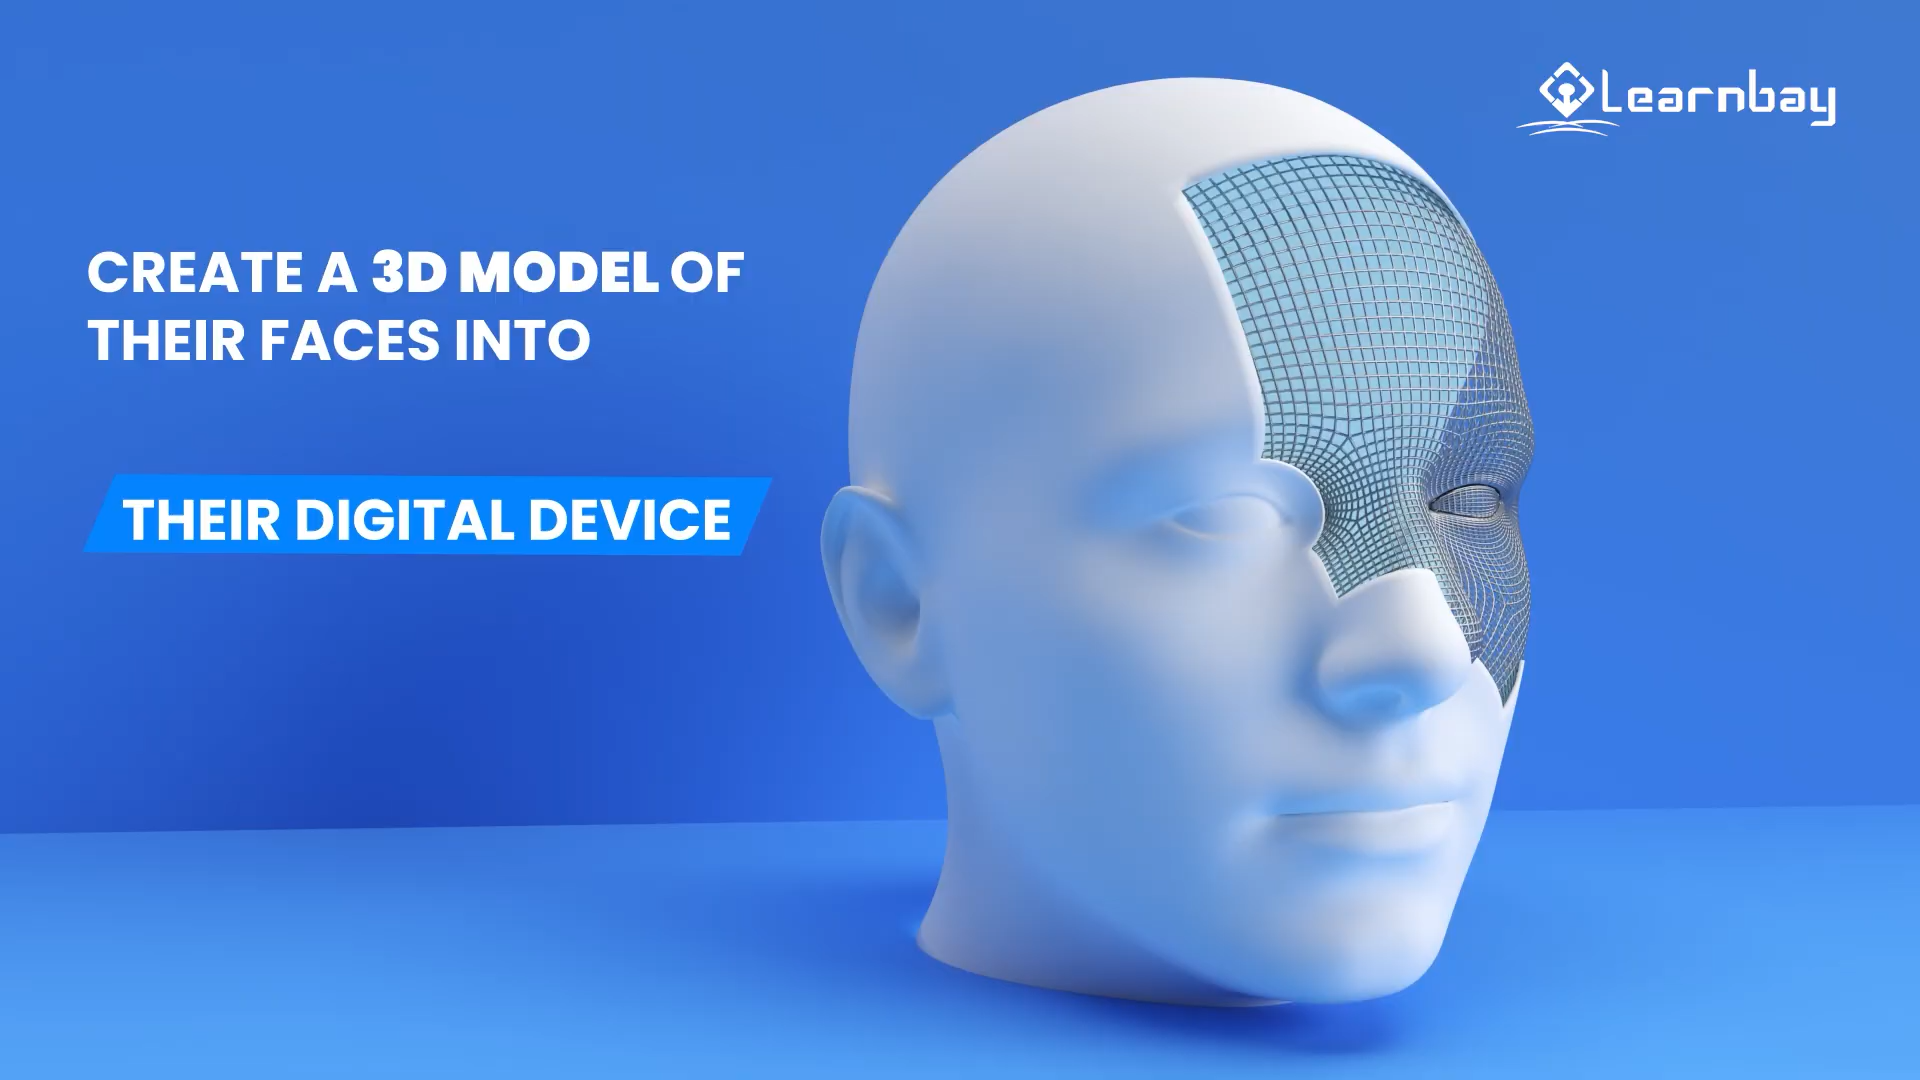 Learnbay
CREATE A 3D MODEL OF
THEIR FACES INTO
THEIR DIGITAL DEVICE